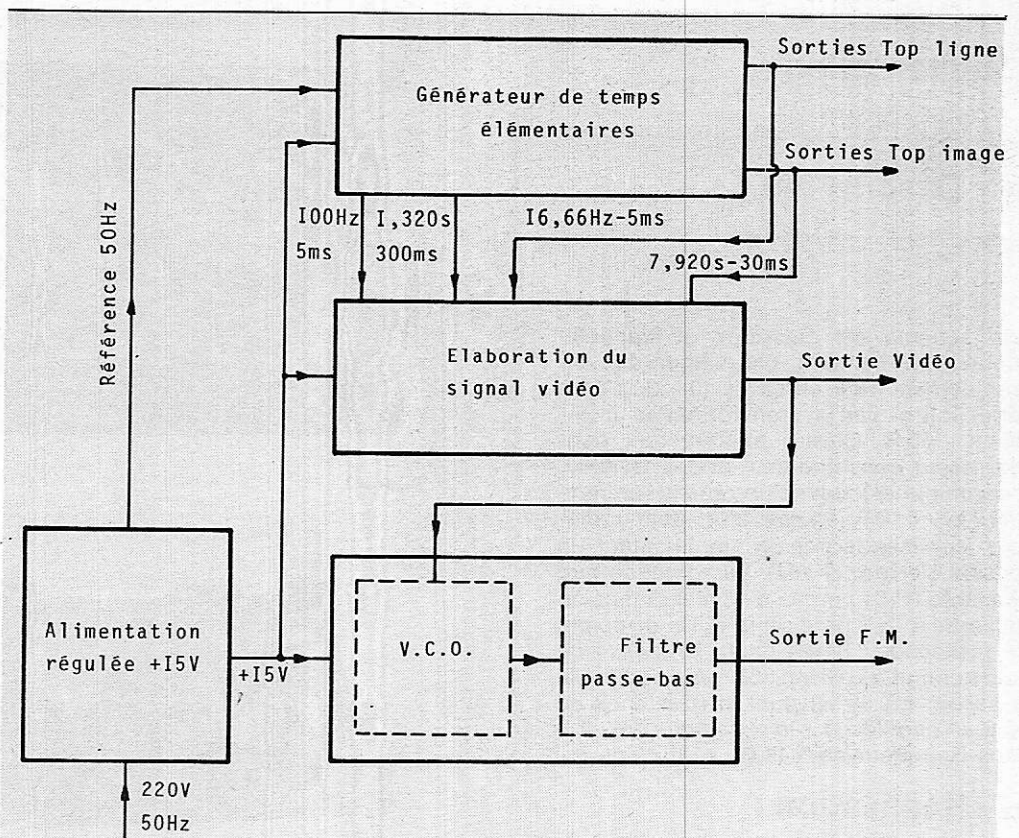 Sorties Top ligne
Générateur de temps
élémentaires
Sorties Top image
Référence 50Hz
I00Hz
5ms
I,320s
300ms
I6,66Hz-5ms
7,920s-30ms
Elaboration du
signal vidéo
Sortie Vidéo
Alimentation
régulée +I5V
+I5V
V.C.O.
Filtre
passe-bas
Sortie F.M.
220V
50Hz